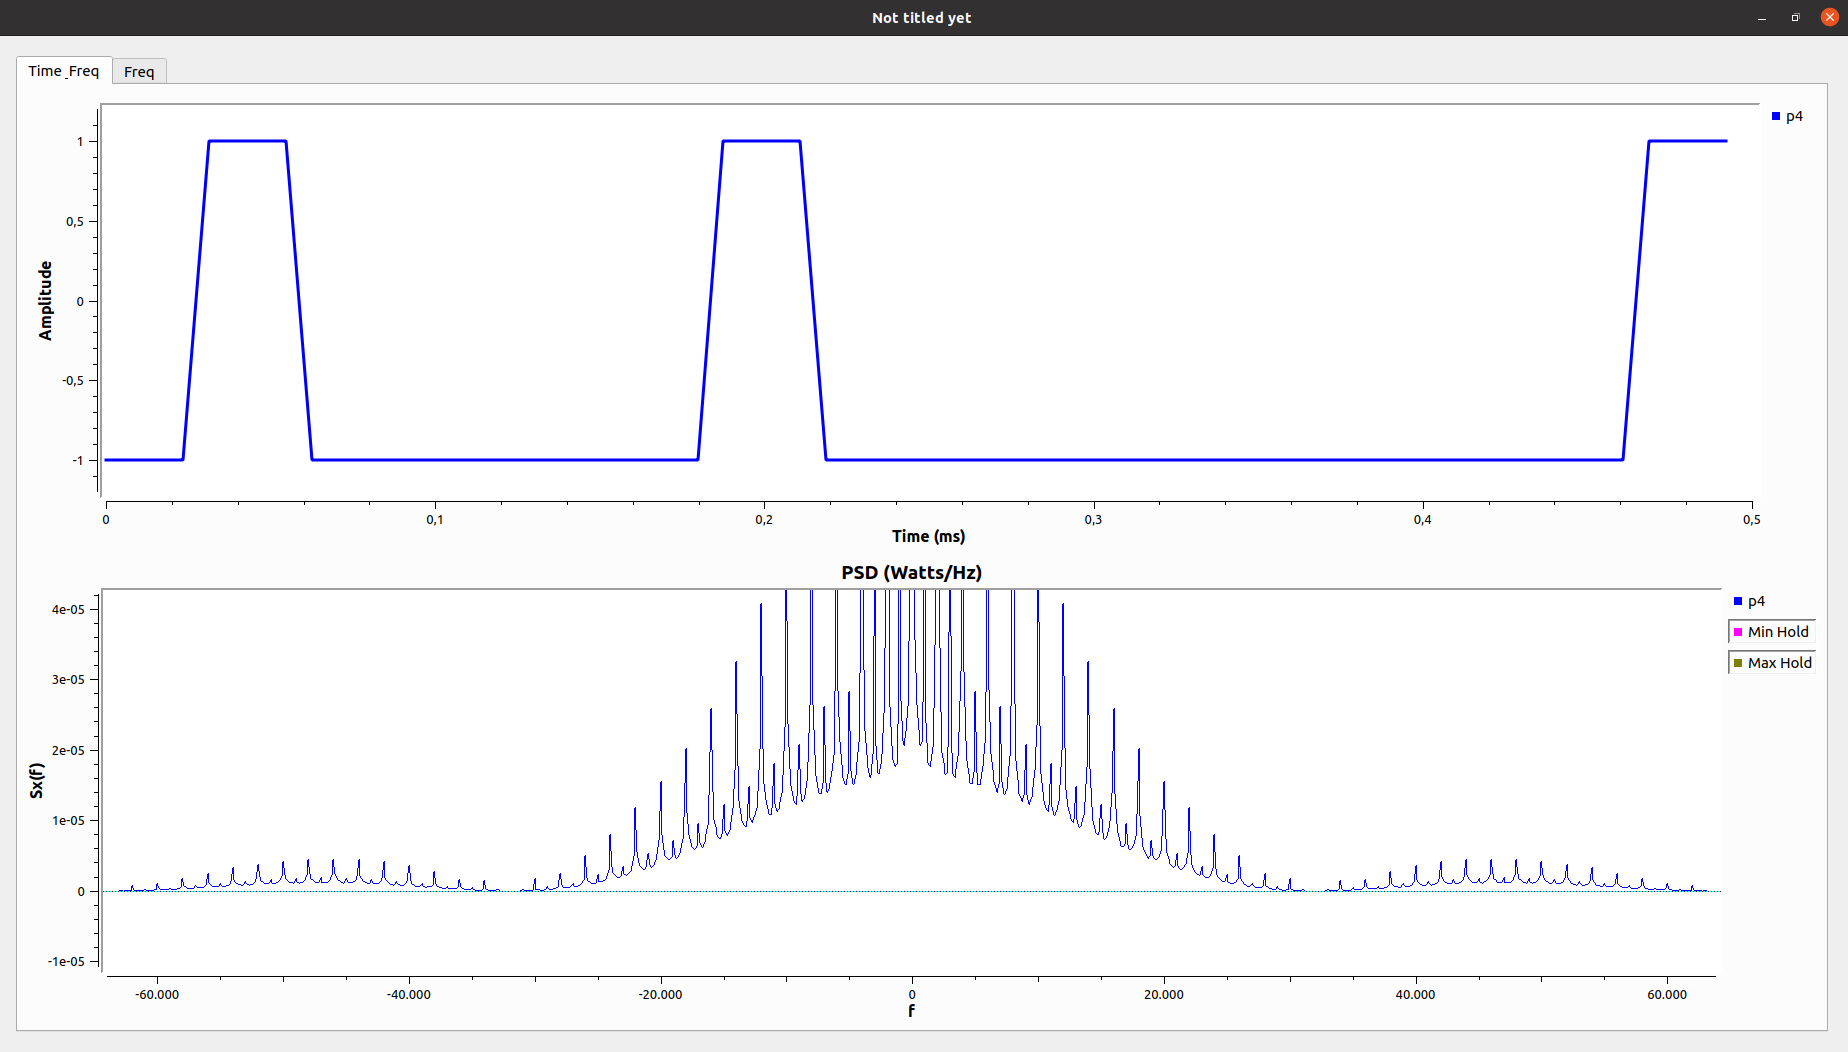 Not titled yet
Time_Freq
Freq
p4
1
0,5
0
-0,5
-1
Amplitude
0 0,1 0,2 0,3 0,4 0,5
Time (ms)
PSD (Watts/Hz)
p4
Min Hold
Max Hold
4e-05
3e-05
2e-05
1e-05
0
-1e-05
Sx(f)
-60.000 -40.000 -20.000 0 20.000 40.000 60.000
f